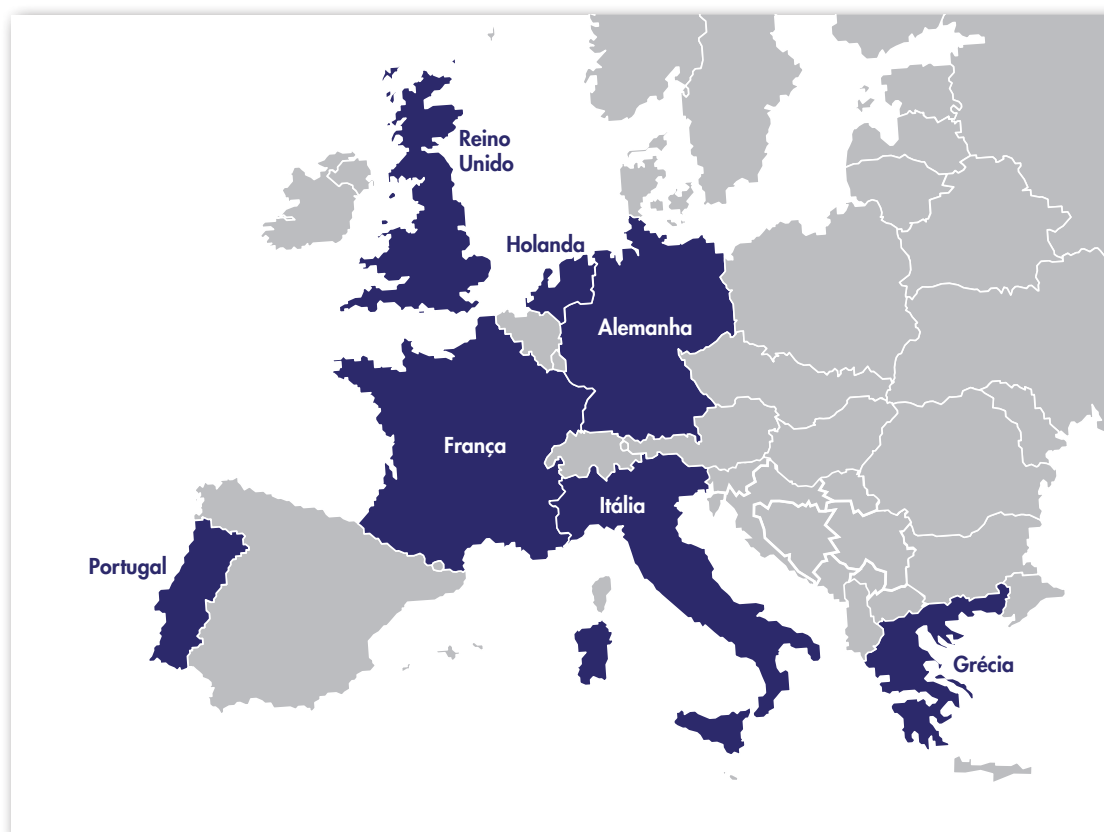 Reino
Unido
Holanda
Alemanha
França
Itália
Portugal
Grécia